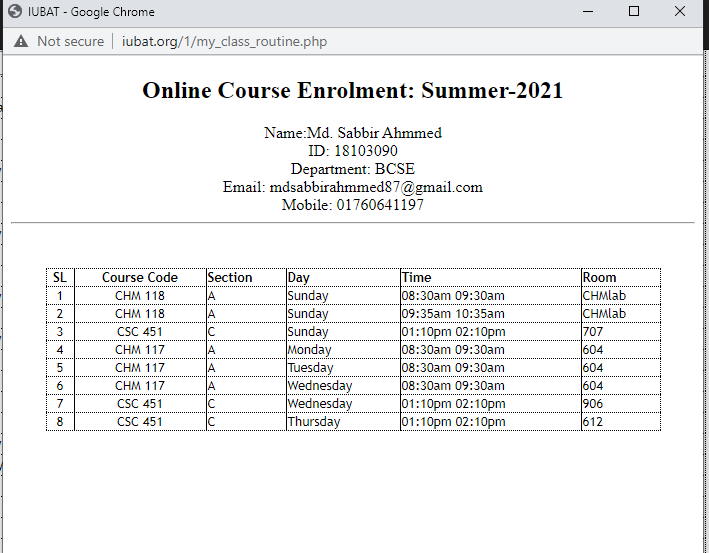 IUBAT - Google Chrome
Not secure | iubat.org/1/my_class_routine.php
Online Course Enrolment: Summer-2021
Name:Md. Sabbir Ahmmed
ID: 18103090
Department: BCSE
Email: mdsabbirahmmed87@gmail.com
Mobile: 01760641197
SL Course Code Section Day Time Room
1 CHM 118 A Sunday 08:30am 09:30am CHMlab
2 CHM 118 A Sunday 09:35am 10:35am CHMlab
3 CSC 451 C Sunday 01:10pm 02:10pm 707
4 CHM 117 A Monday 08:30am 09:30am 604
5 CHM 117 A Tuesday 08:30am 09:30am 604
6 CHM 117 A Wednesday 08:30am 09:30am 604
7 CSC 451 C Wednesday 01:10pm 02:10pm 906
8 CSC 451 C Thursday 01:10pm 02:10pm 612